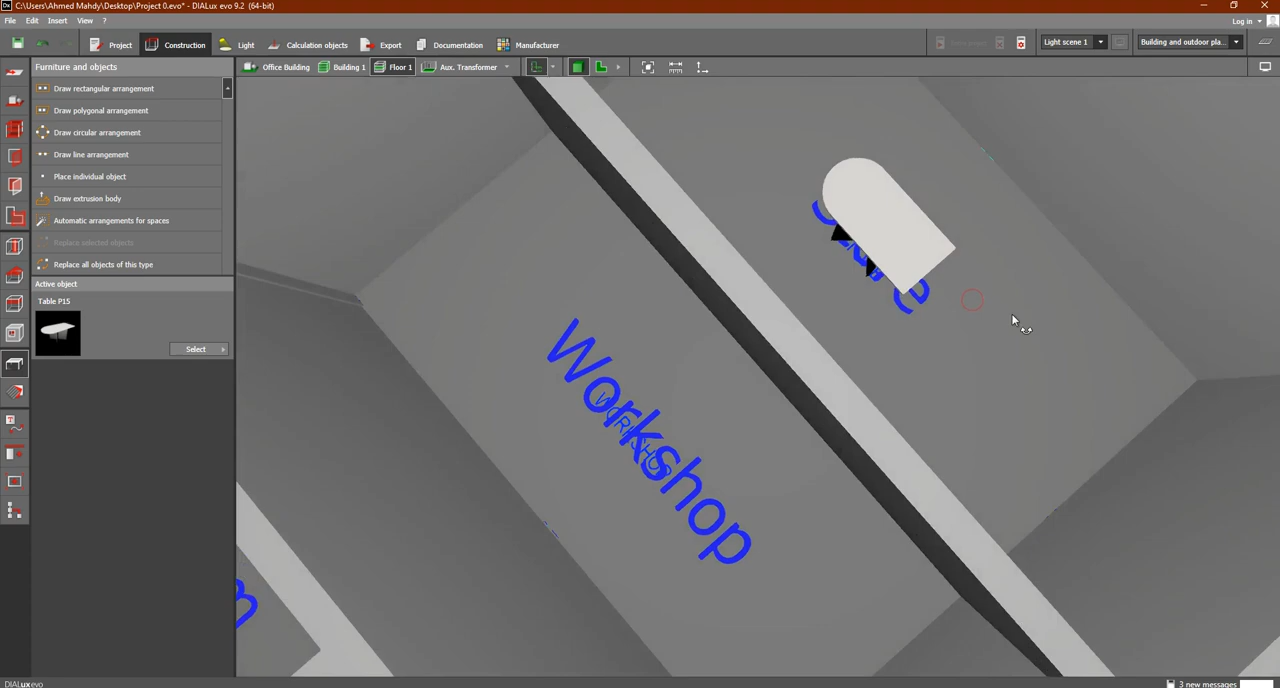 C:\Users\Ahmed Mahdy\Desktop\Project 0.evo* - DIALux evo 9.2 (64-bit)
File Edit Insert View ?
Log in
Project Construction Light Calculation objects Export Documentation Manufacturer
Light scene 1 Building and outdoor pla...
Furniture and objects
Office Building Building 1 Floor 1 Aux. Transformer
Draw rectangular arrangement
Draw polygonal arrangement
Draw circular arrangement
Draw line arrangement
Place individual object
Draw extrusion body
Automatic arrangements for spaces
Replace selected objects
Replace all objects of this type
Active object
Table P15
Select
Workshop
WORKSHOP
DIALux evo
3 new messages